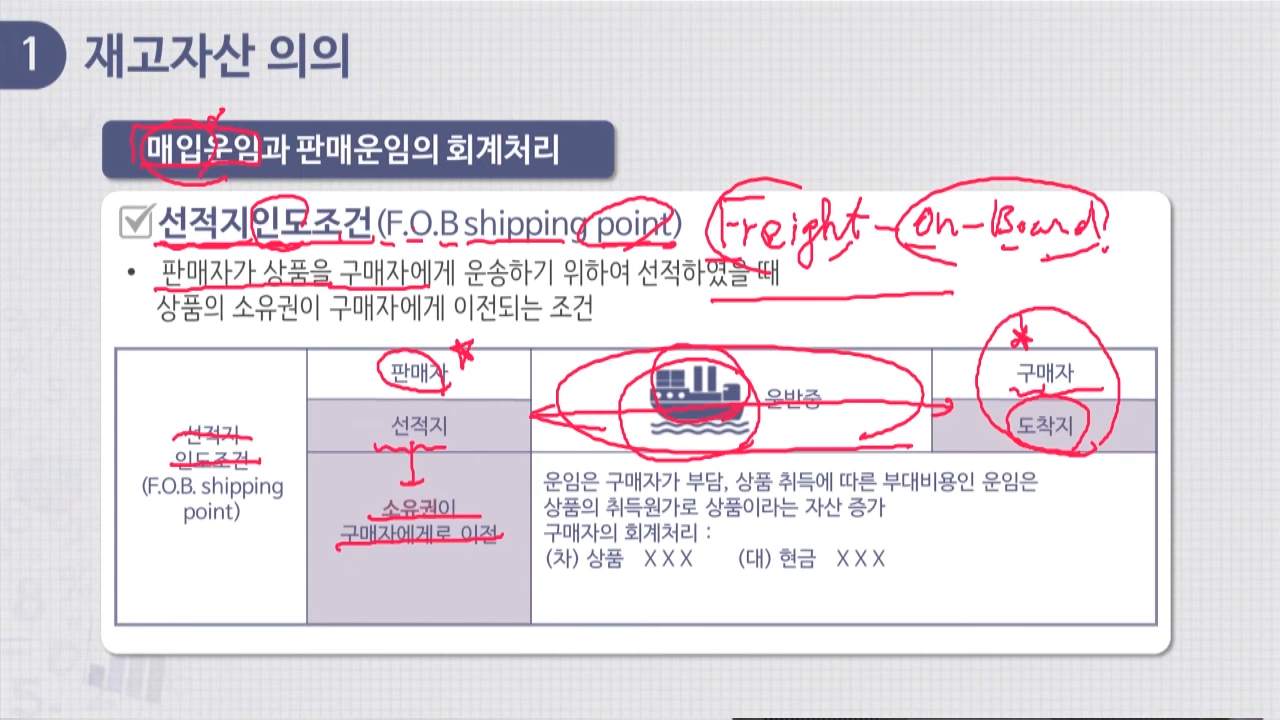 1
재고자산 의의
매입운임과 판매운임의 회계처리
선적지인도조건(F.O.B shipping point)
Freight - On-Board
• 판매자가 상품을 구매자에게 운송하기 위하여 선적하였을 때
상품의 소유권이 구매자에게 이전되는 조건
판매자
운반중
구매자
선적지
도착지
선적지
인도조건
(F.O.B. shipping
point)
소유권이
구매자에게로 이전
운임은 구매자가 부담, 상품 취득에 따른 부대비용인 운임은
상품의 취득원가로 상품이라는 자산 증가
구매자의 회계처리 :
(차) 상품 X X X (대) 현금 X X X